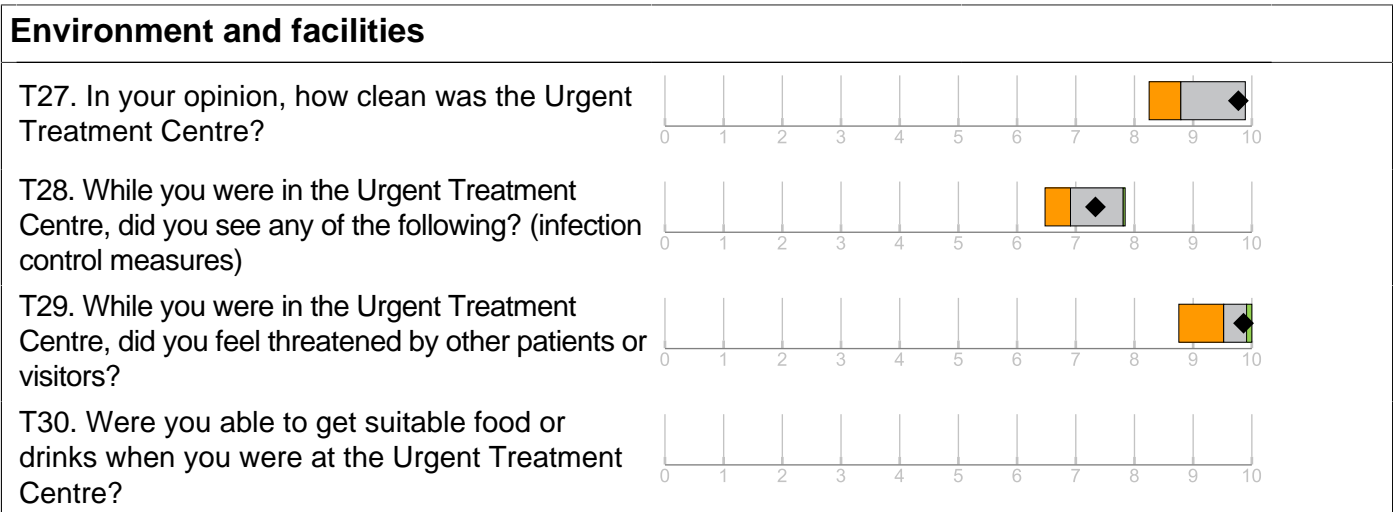 Environment and facilities
T27. In your opinion, how clean was the Urgent
Treatment Centre?
0 1 2 3 4 5 6 7 8 9 10
T28. While you were in the Urgent Treatment
Centre, did you see any of the following? (infection
control measures)
0 1 2 3 4 5 6 7 8 9 10
T29. While you were in the Urgent Treatment
Centre, did you feel threatened by other patients or
visitors?
0 1 2 3 4 5 6 7 8 9 10
T30. Were you able to get suitable food or
drinks when you were at the Urgent Treatment
Centre?
0 1 2 3 4 5 6 7 8 9 10